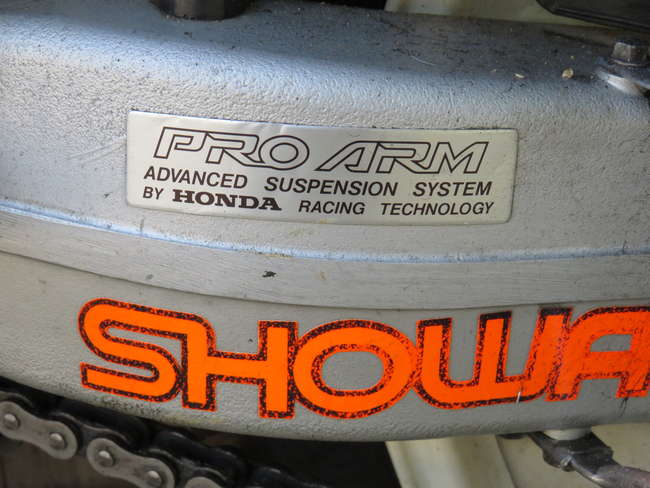 PRO ARM
ADVANCED SUSPENSION SYSTEM
BY HONDA RACING TECHNOLOGY
SHOWA